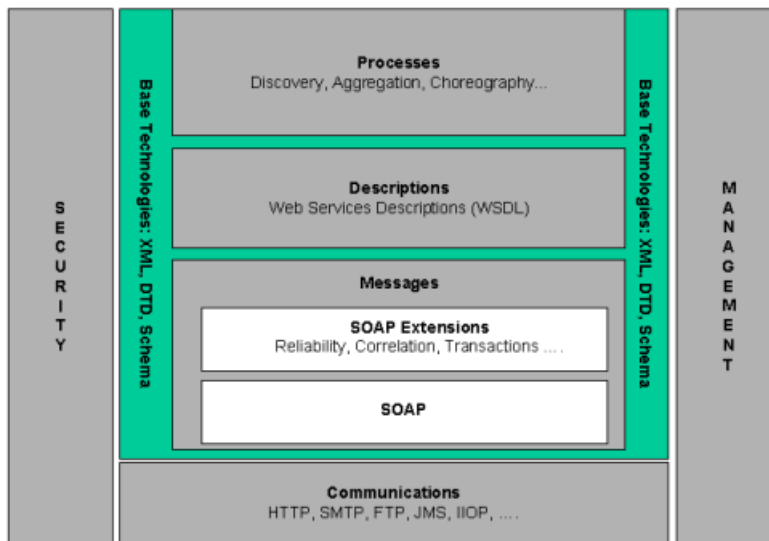 SECURITY
Base Technologies: XML, DTD, Schema
Processes
Discovery, Aggregation, Choreography...
Descriptions
Web Services Descriptions (WSDL)
Messages
SOAP Extensions
Reliability, Correlation, Transactions ....
SOAP
Base Technologies: XML, DTD, Schema
MANAGEMENT
Communications
HTTP, SMTP, FTP, JMS, IIOP, ....